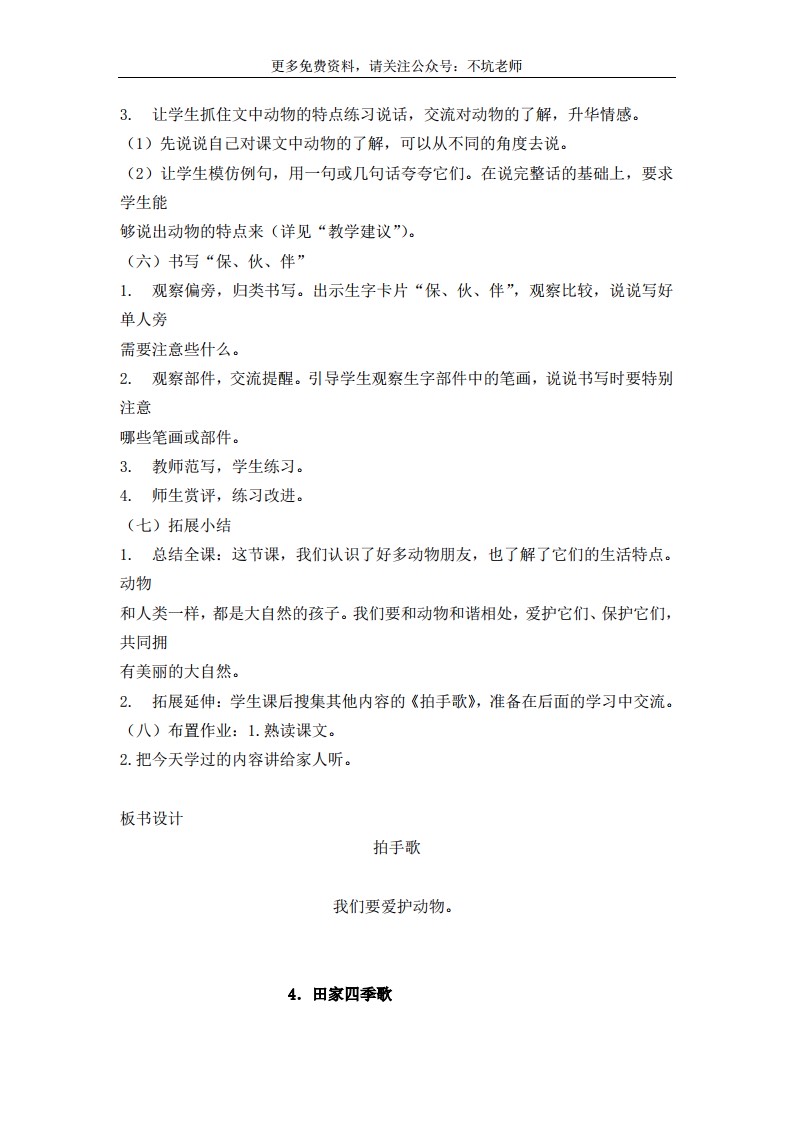 更多免费资料，请关注公众号：不坑老师
3. 让学生抓住文中动物的特点练习说话，交流对动物的了解，升华情感。
（1）先说说自己对课文中动物的了解，可以从不同的角度去说。
（2）让学生模仿例句，用一句或几句话夸夸它们。在说完整话的基础上，要求
学生能
够说出动物的特点来（详见“教学建议”）。
（六）书写“保、伙、伴”
1. 观察偏旁，归类书写。出示生字卡片“保、伙、伴”，观察比较，说说写好
单人旁
需要注意些什么。
2. 观察部件，交流提醒。引导学生观察生字部件中的笔画，说说书写时要特别
注意
哪些笔画或部件。
3. 教师范写，学生练习。
4. 师生赏评，练习改进。
（七）拓展小结
1. 总结全课：这节课，我们认识了好多动物朋友，也了解了它们的生活特点。
动物
和人类一样，都是大自然的孩子。我们要和动物和谐相处，爱护它们、保护它们，
共同拥
有美丽的大自然。
2. 拓展延伸：学生课后搜集其他内容的《拍手歌》，准备在后面的学习中交流。
（八）布置作业：1.熟读课文。
2.把今天学过的内容讲给家人听。
板书设计
拍手歌
我们要爱护动物。
4．田家四季歌